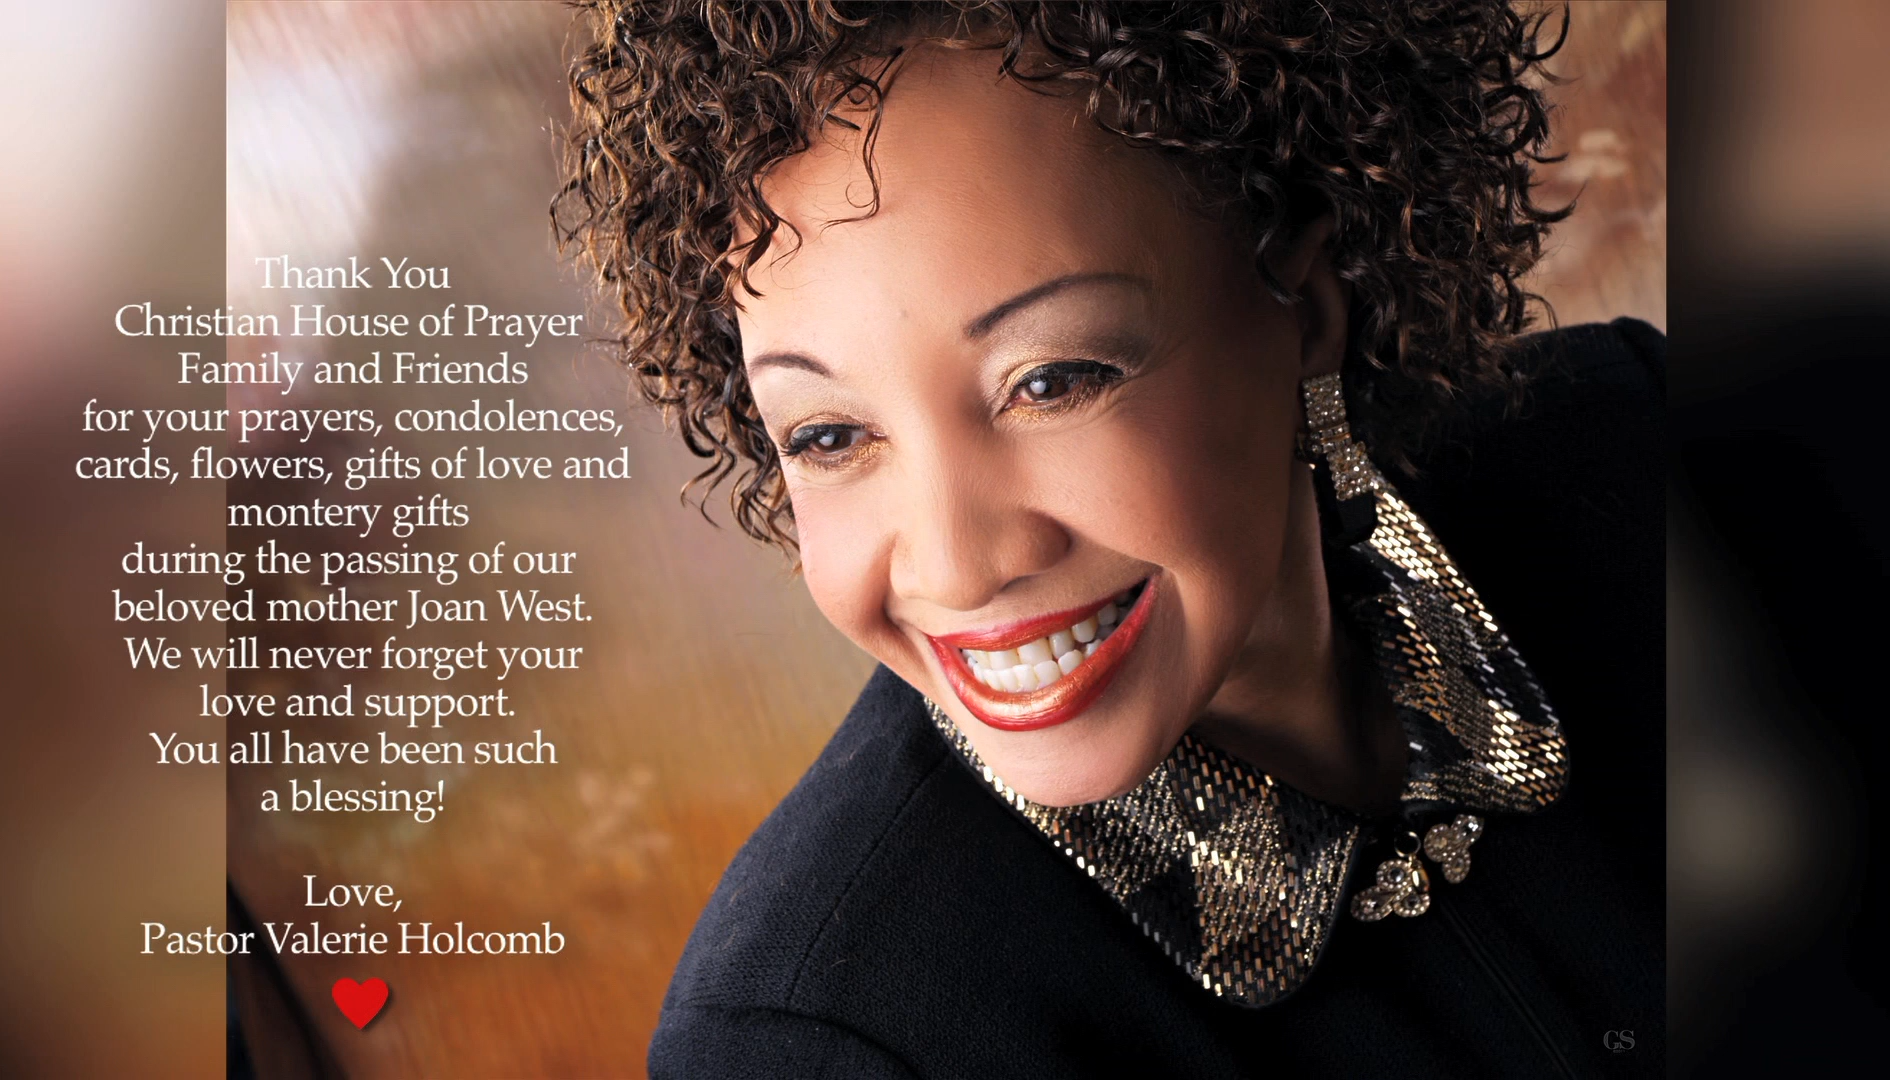 Thank You
Christian House of Prayer
Family and Friends
for your prayers, condolences,
cards, flowers, gifts of love and
montery gifts
during the passing of our
beloved mother Joan West.
We will never forget your
love and support.
You all have been such
a blessing!
Love,
Pastor Valerie Holcomb
GS